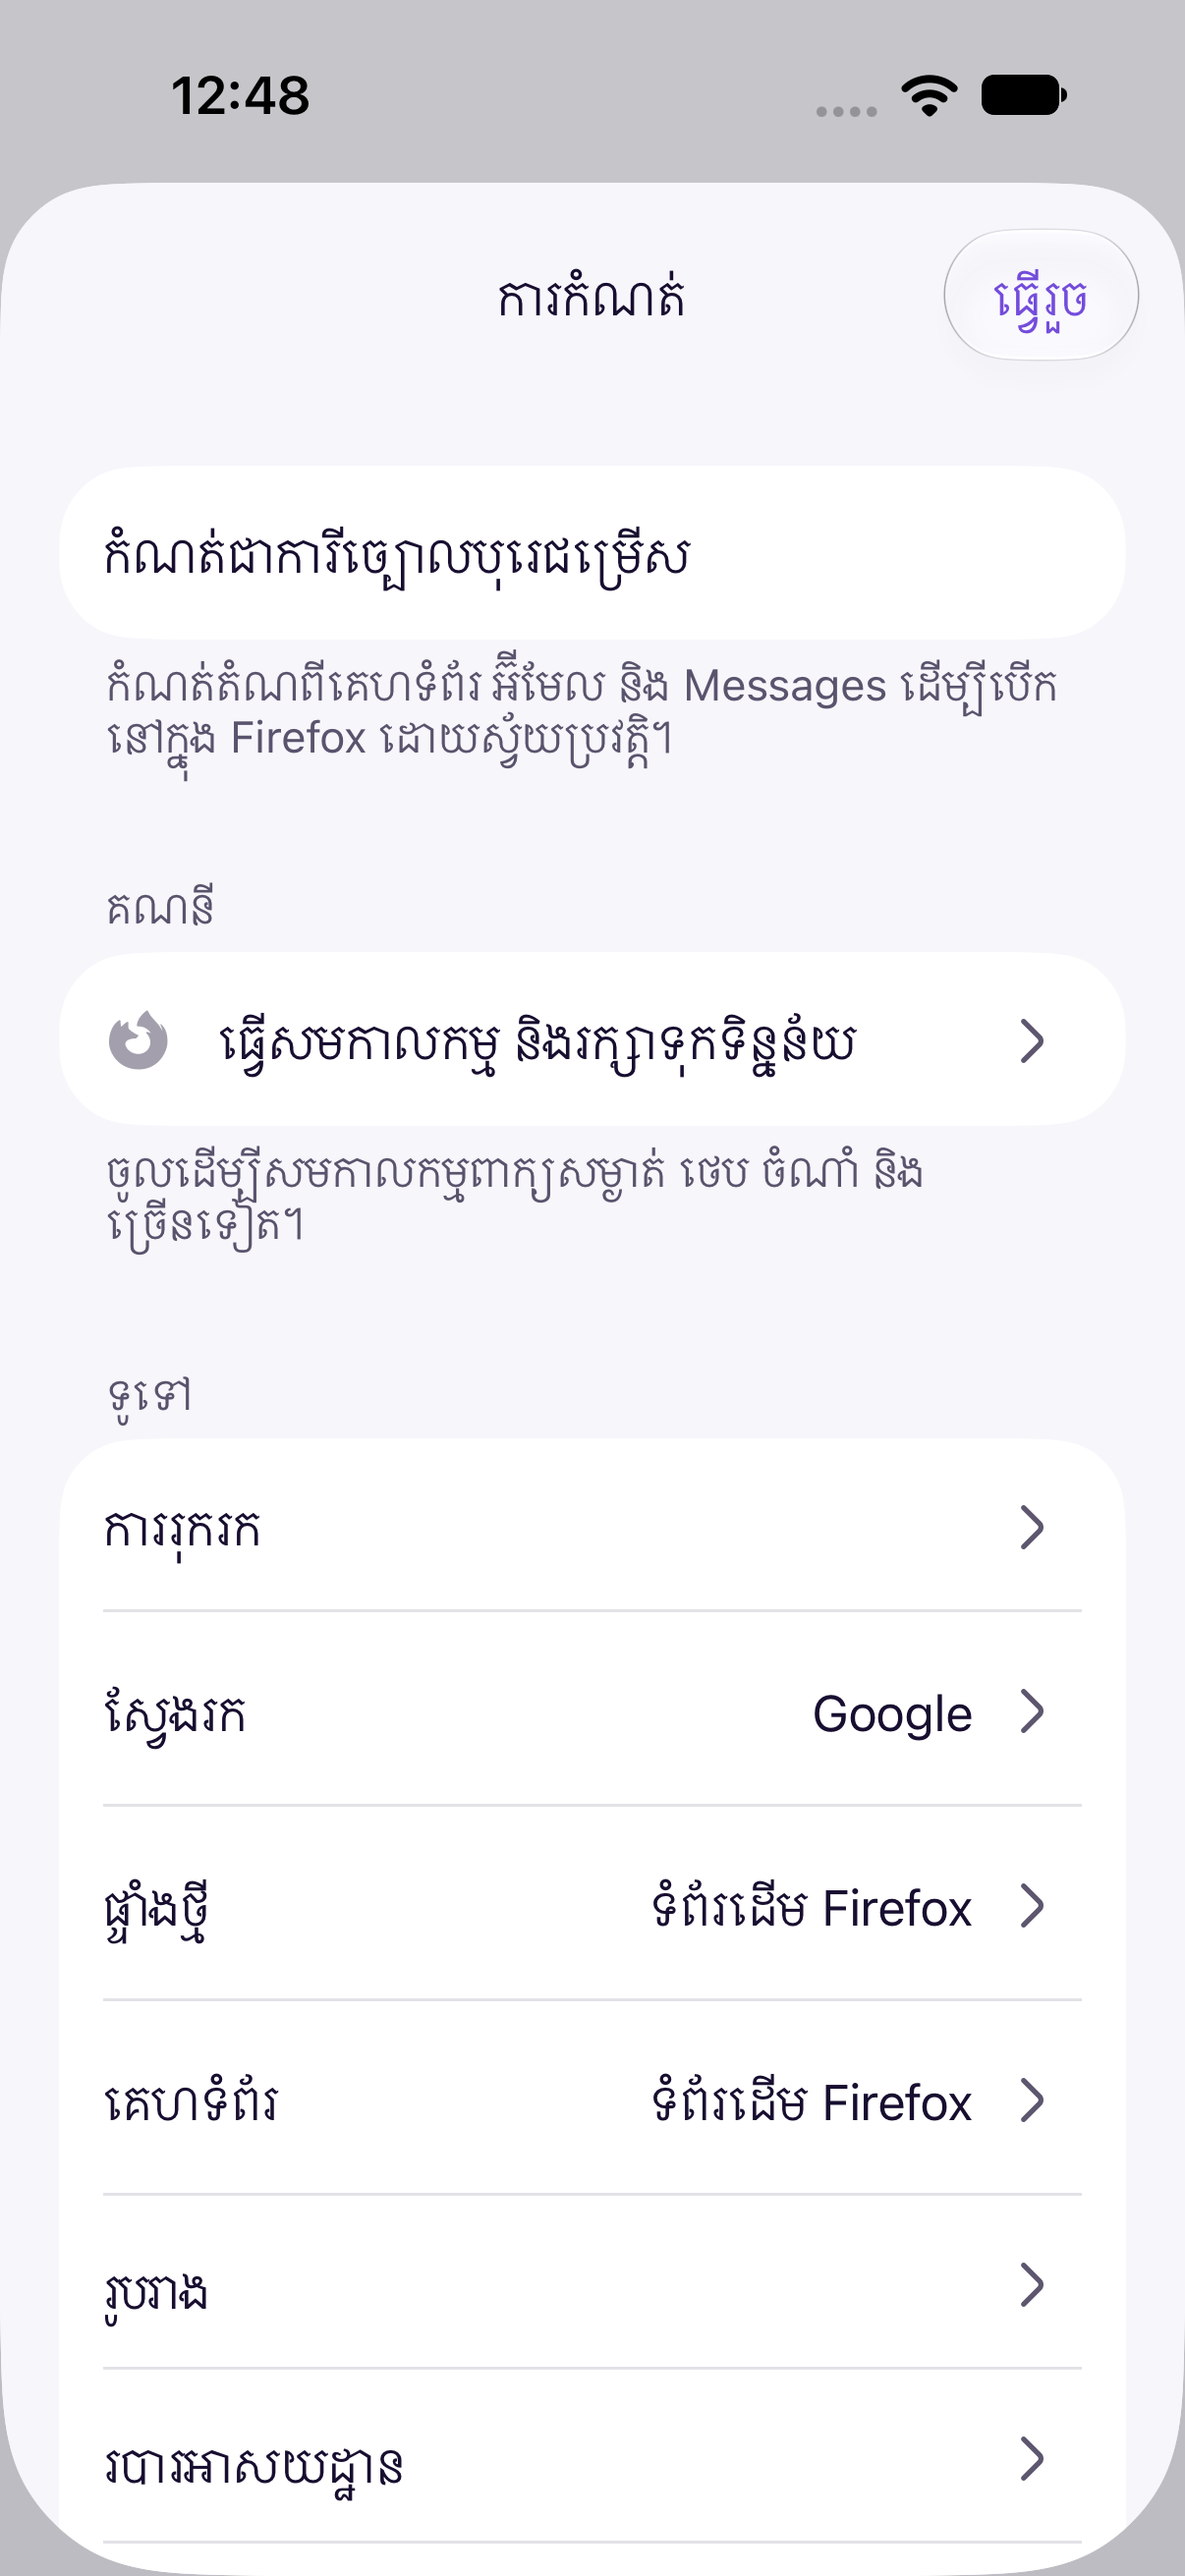 12:48
ការកំណត់
ធ្វើរួច
កំណត់ជាការីច្បោលបុរេជម្រើស
កំណត់តំណពីគេហទំព័រ អ៊ីមែល និង Messages ដើម្បីបើក
នៅក្នុង Firefox ដោយស្វ័យប្រវត្តិ។
គណនី
ធ្វើសមកាលកម្ម និងរក្សាទុកទិន្នន័យ
ចូលដើម្បីសមកាលកម្មពាក្យសម្ងាត់ ថេប ចំណាំ និង
ច្រើនទៀត។
ទូទៅ
ការរុករក
ស្វែងរក
Google
ផ្ទាំងថ្មី
ទំព័រដើម Firefox
គេហទំព័រ
ទំព័រដើម Firefox
រូបរាង
របារអាសយដ្ឋាន